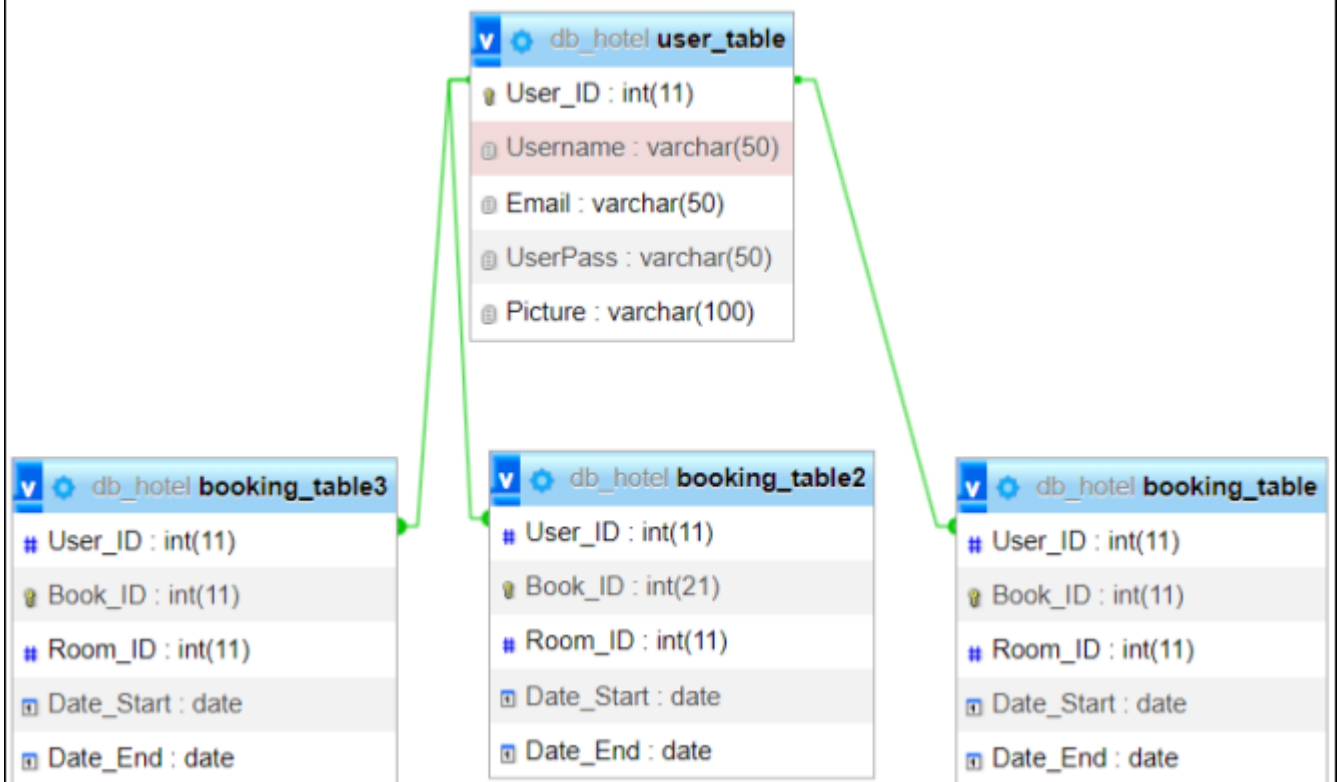 v db_hotel user_table
User_ID : int(11)
Username : varchar(50)
Email : varchar(50)
UserPass : varchar(50)
Picture : varchar(100)
v db_hotel booking_table3
# User_ID : int(11)
Book_ID : int(11)
# Room_ID : int(11)
Date_Start : date
Date_End : date
v db_hotel booking_table2
# User_ID : int(11)
Book_ID : int(21)
# Room_ID : int(11)
Date_Start : date
Date_End : date
v db_hotel booking_table
# User_ID : int(11)
Book_ID : int(11)
# Room_ID : int(11)
Date_Start : date
Date_End : date